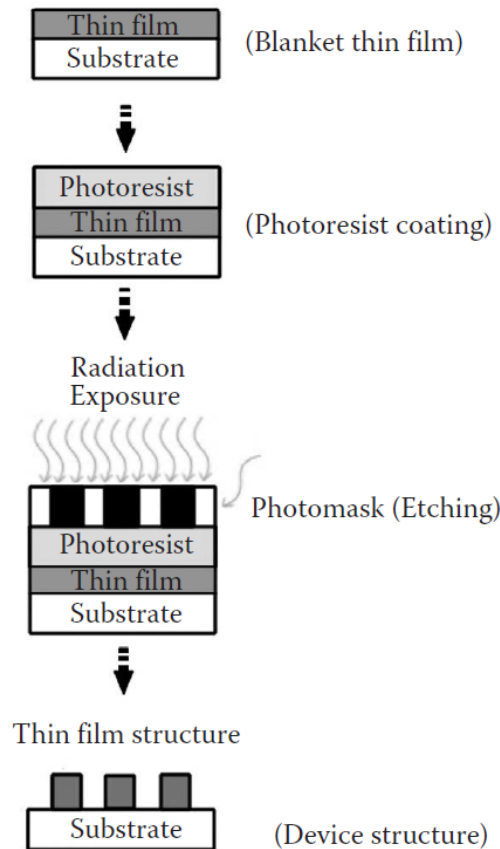 Thin film
(Blanket thin film)
Substrate
Photoresist
Thin film
(Photoresist coating)
Substrate
Radiation
Exposure
Photomask (Etching)
Photoresist
Thin film
Substrate
Thin film structure
Substrate
(Device structure)